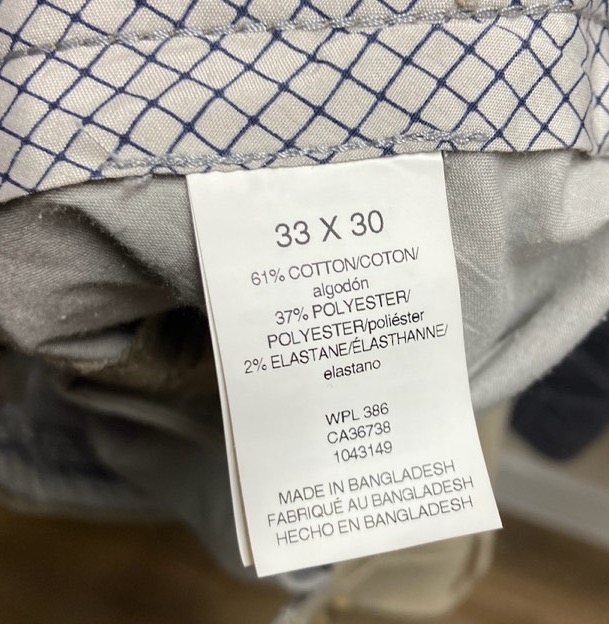 33 X 30
61% COTTON/COTON/
algodón
37% POLYESTER/
POLYESTER/poliéster
2% ELASTANE/ÉLASTHANNE/
elastano
WPL 386
CA36738
1043149
MADE IN BANGLADESH
FABRIQUÉ AU BANGLADESH
HECHO EN BANGLADESH